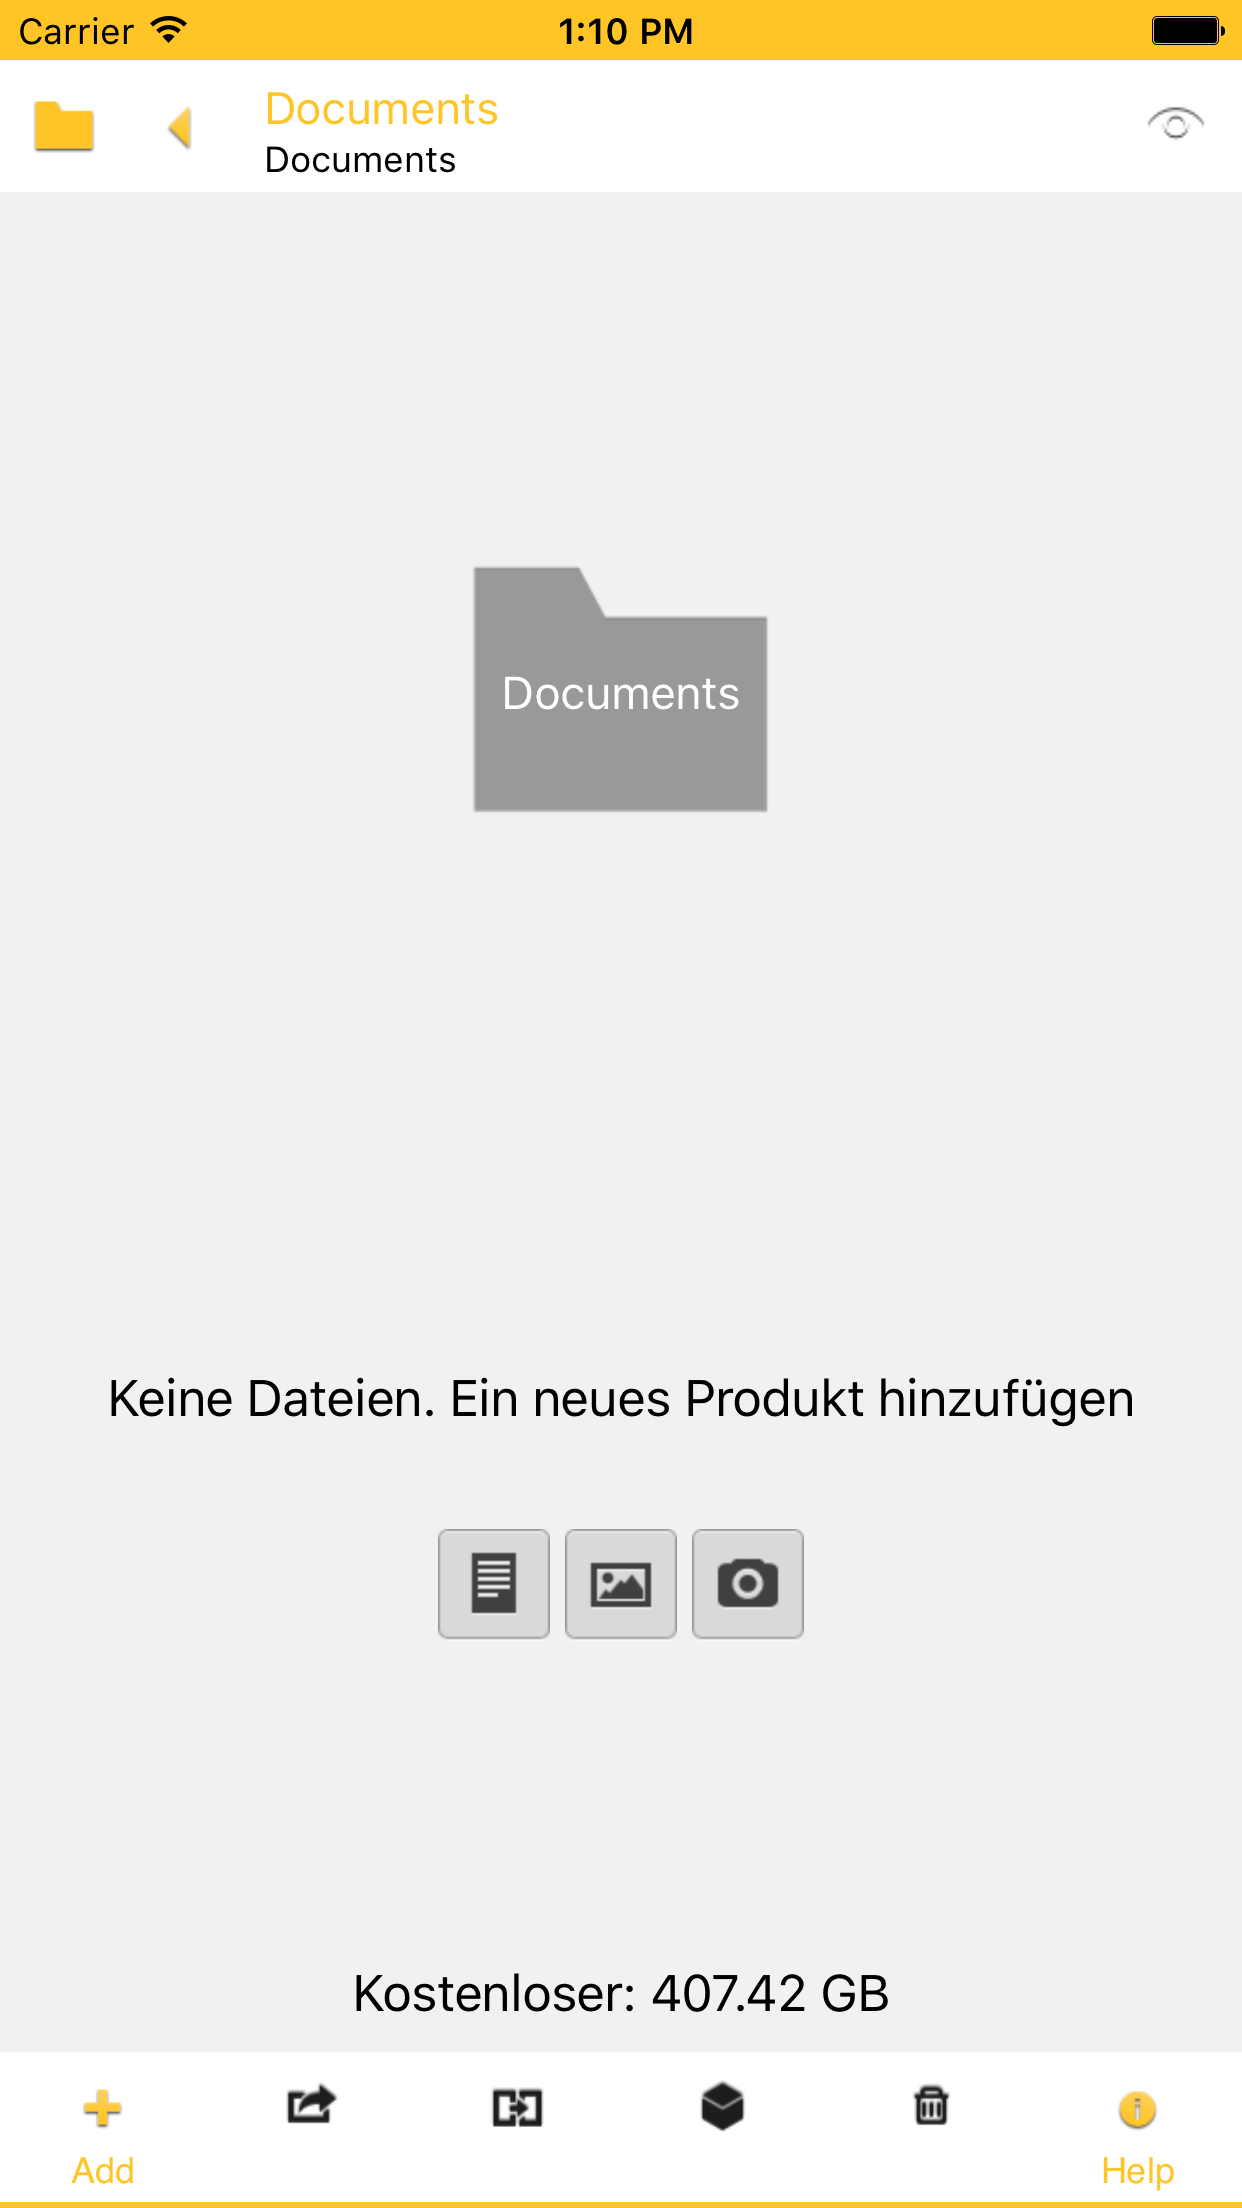 Carrier
1:10 PM
Documents
Documents
Documents
Keine Dateien. Ein neues Produkt hinzufügen
Kostenloser: 407.42 GB
Add
Help